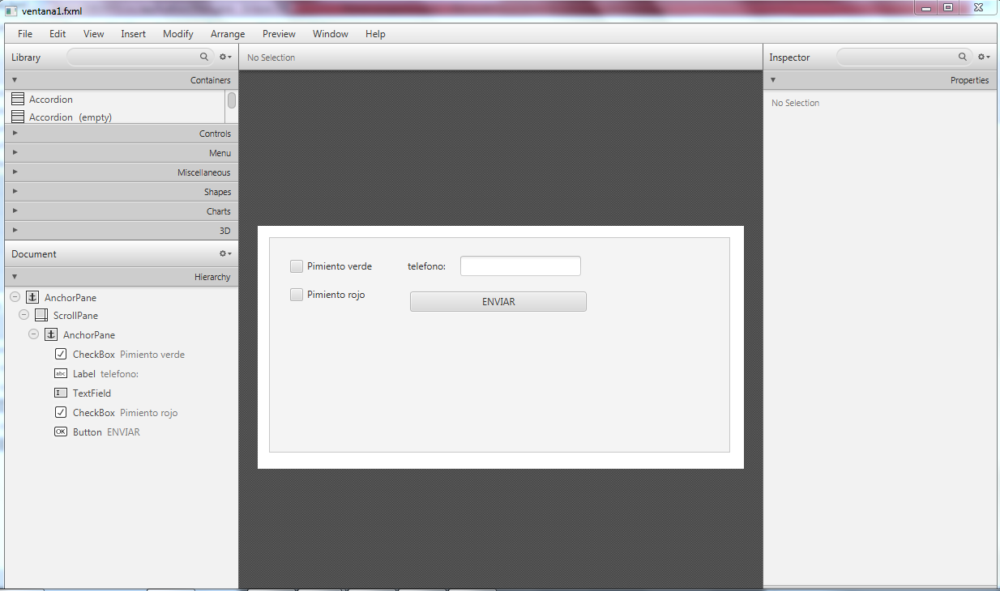 ventana1.fxml
File Edit View Insert Modify Arrange Preview Window Help
Library
No Selection
Inspector
Containers
Accordion
Accordion (empty)
Controls
Menu
Miscellaneous
Shapes
Charts
3D
Document
Hierarchy
AnchorPane
ScrollPane
AnchorPane
CheckBox Pimiento verde
Label telefono:
TextField
CheckBox Pimiento rojo
Button ENVIAR
Pimiento verde telefono:
Pimiento rojo ENVIAR
Properties
No Selection